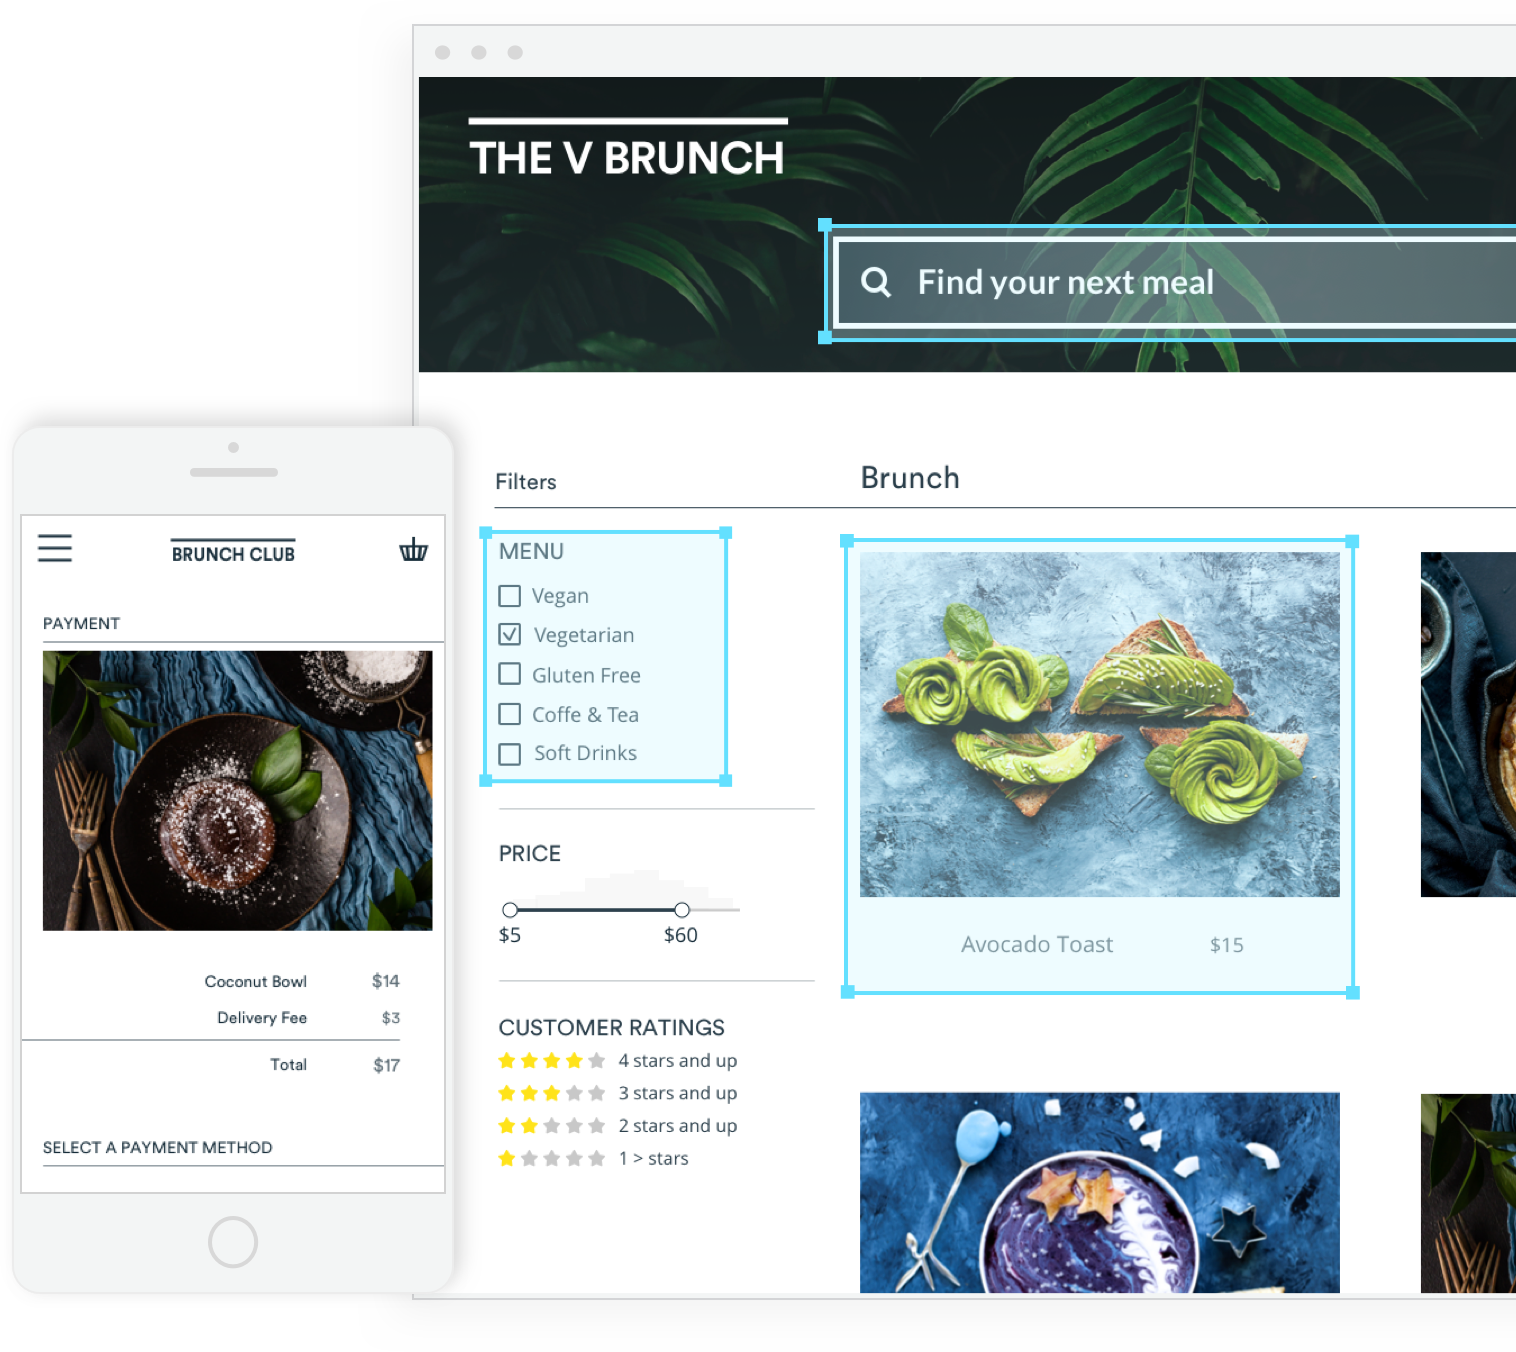 THE V BRUNCH
Find your next meal
Filters
Brunch
MENU
Vegan
Vegetarian
Gluten Free
Coffe & Tea
Soft Drinks
PRICE
$5 $60
CUSTOMER RATINGS
4 stars and up
3 stars and up
2 stars and up
1 > stars
Avocado Toast $15
BRUNCH CLUB
PAYMENT
Coconut Bowl $14
Delivery Fee $3
Total $17
SELECT A PAYMENT METHOD